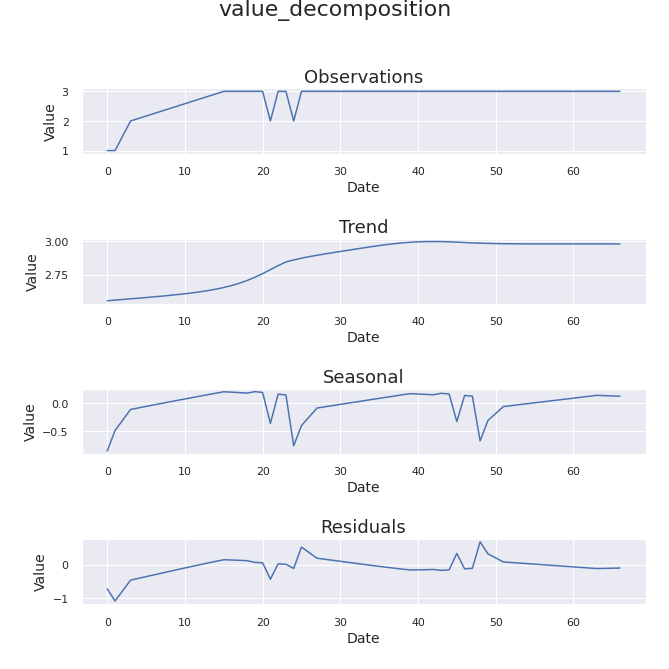 value_decomposition
Observations
3
2
1
Value
0 10 20 30 40 50 60
Date
Trend
3.00
2.75
Value
0 10 20 30 40 50 60
Date
Seasonal
0.0
−0.5
Value
0 10 20 30 40 50 60
Date
Residuals
0
−1
Value
0 10 20 30 40 50 60
Date